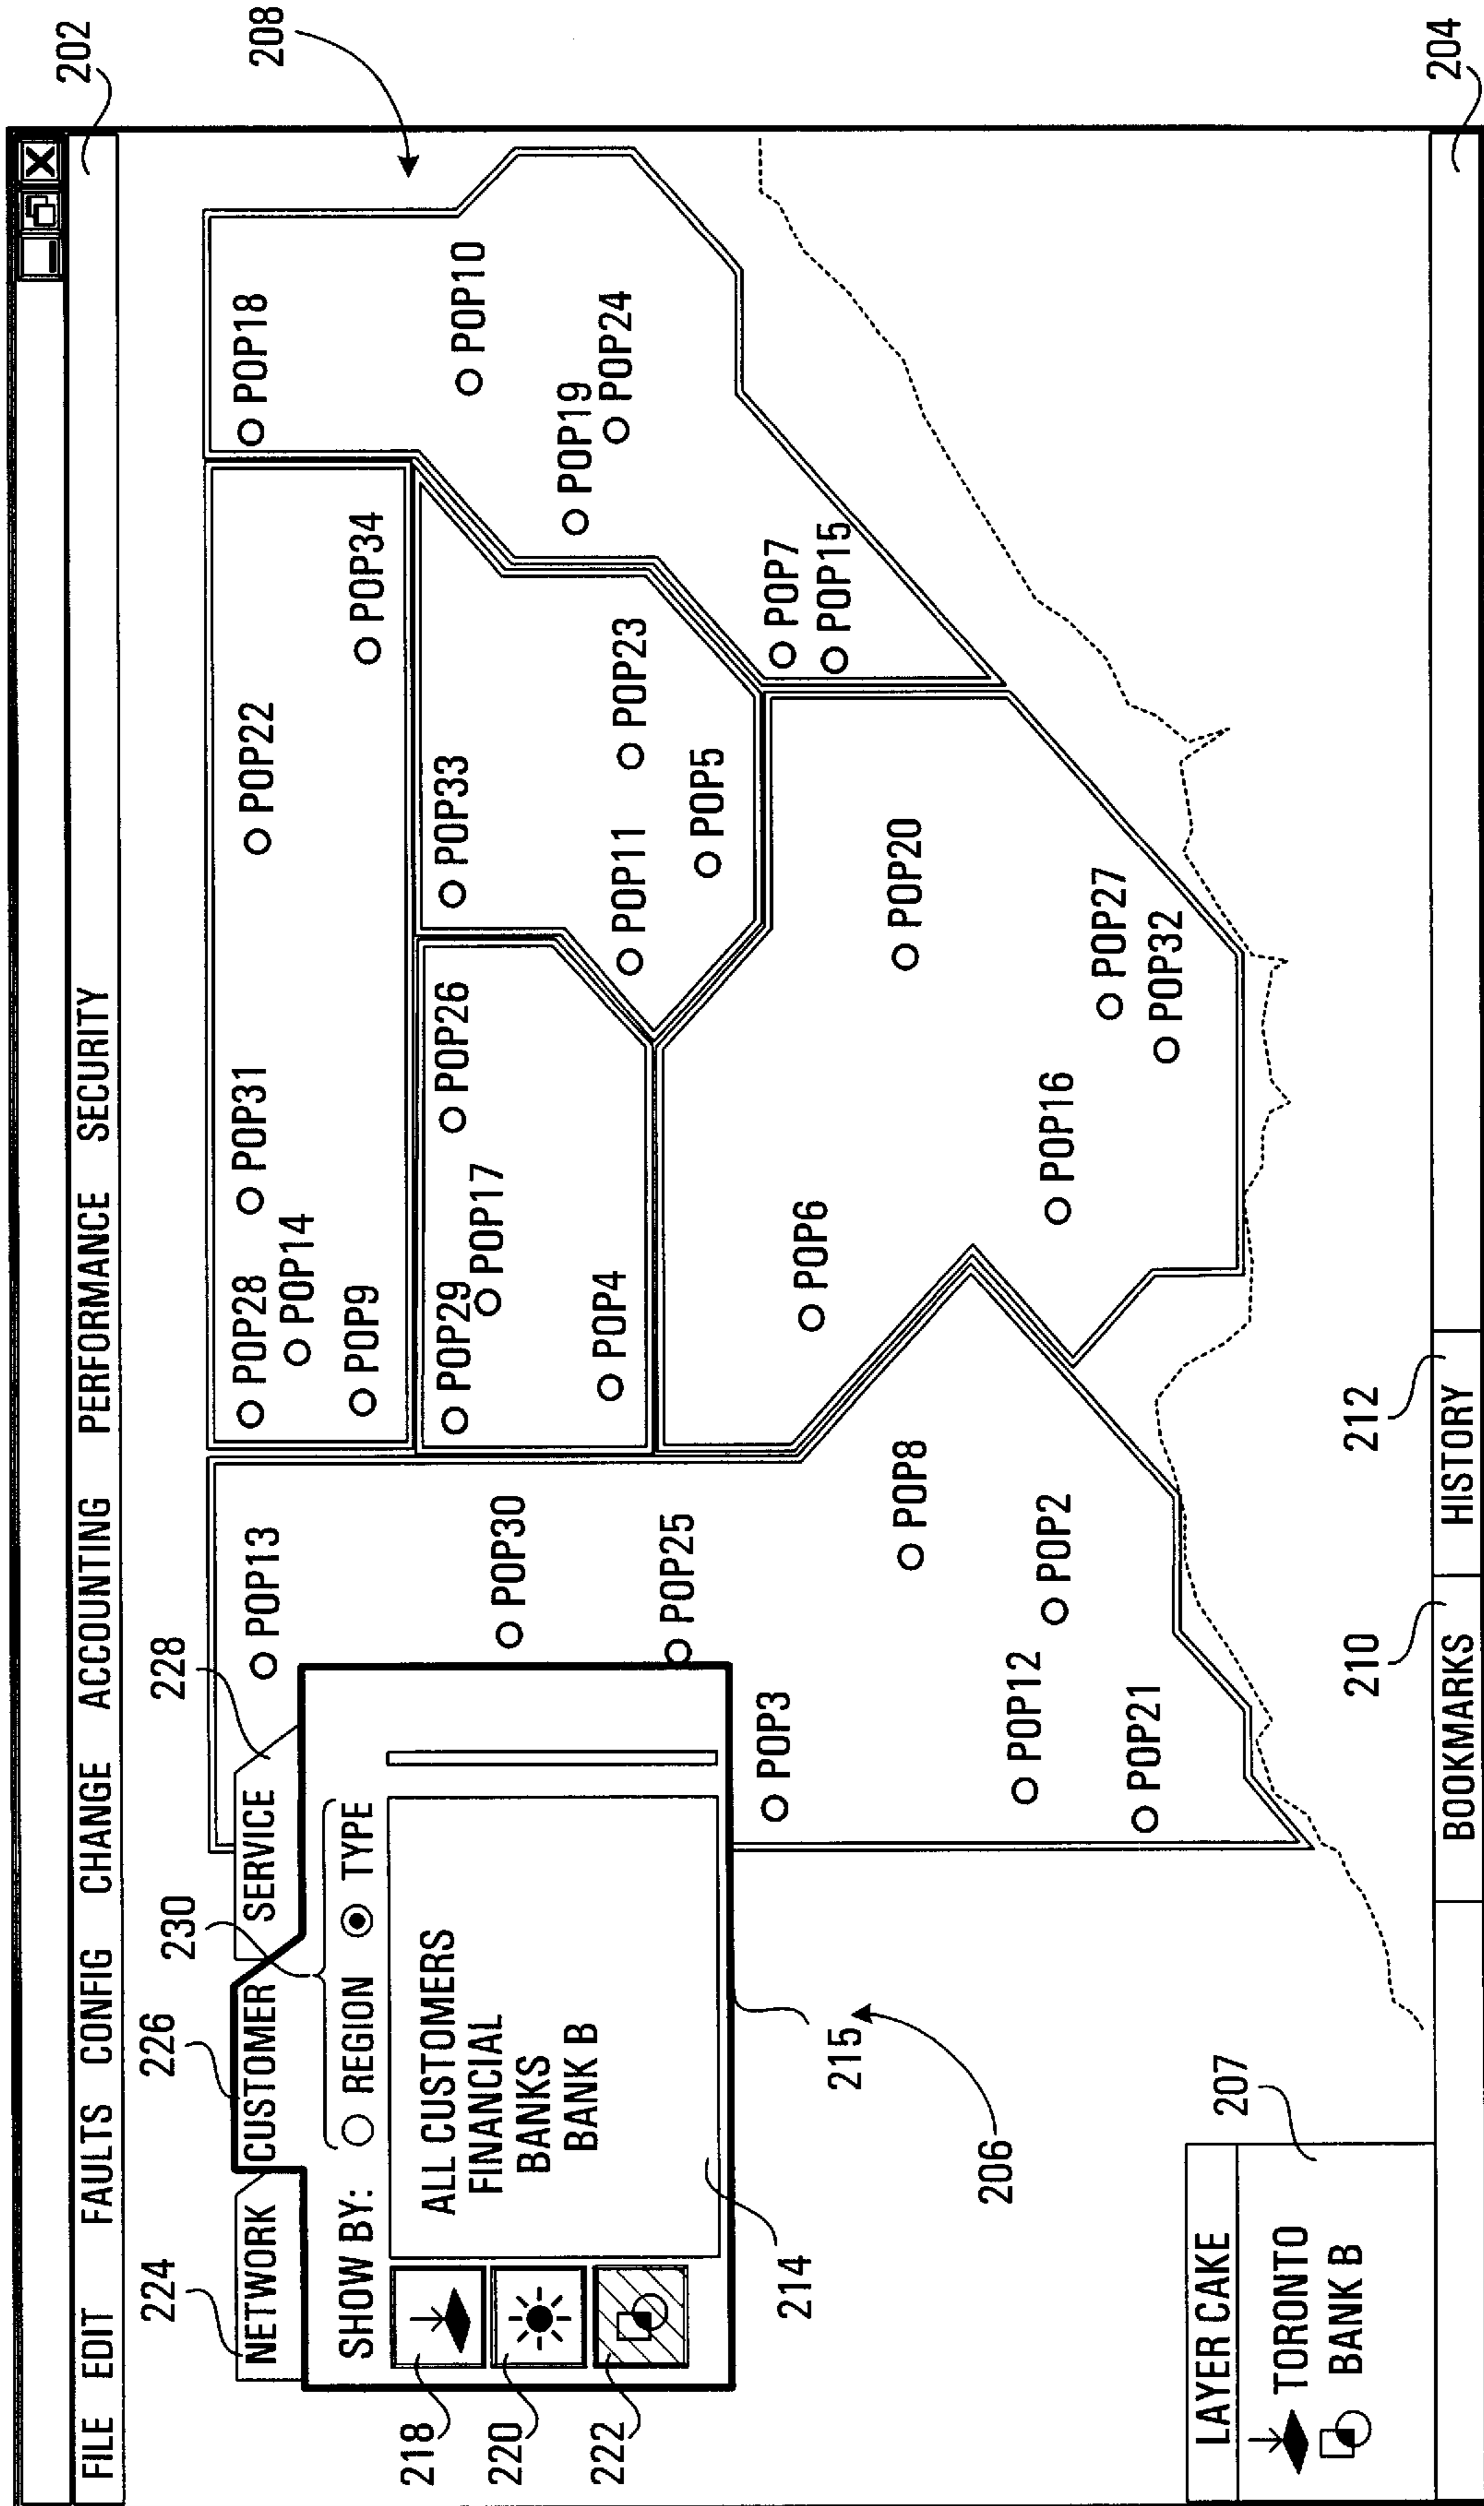 202
FILE EDIT FAULTS CONFIG CHANGE ACCOUNTING PERFORMANCE SECURITY
208
224
NETWORK
226
CUSTOMER
230
228
SERVICE
SHOW BY:
REGION
TYPE
218
220
222
ALL CUSTOMERS
FINANCIAL
BANKS
BANK B
214
215
206
POP13
POP30
POP25
POP3
POP8
POP12
POP2
POP21
POP28
POP31
POP22
POP14
POP9
POP34
POP18
POP10
POP29
POP17
POP26
POP4
POP33
POP11
POP23
POP5
POP19
POP24
POP7
POP15
POP6
POP20
POP16
POP27
POP32
LAYER CAKE
TORONTO
BANK B
207
210
212
BOOKMARKS
HISTORY
204